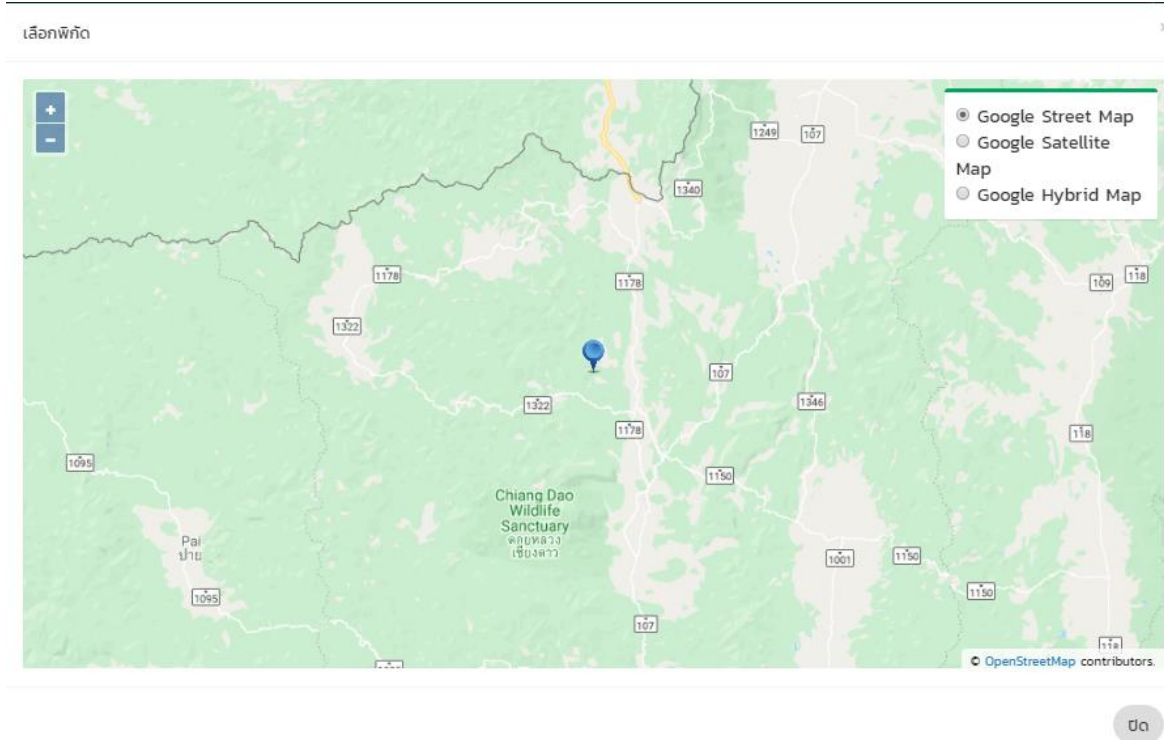 เลือกพิกัด
+
-
Google Street Map
Google Satellite
Map
Google Hybrid Map
1249
107
1340
1178
1178
109
118
1322
107
1322
1346
1178
118
1095
1150
Chiang Dao
Wildlife
Sanctuary
ดอยหลวง
เชียงดาว
Pai
ปาย
1001
1150
1150
1095
107
118
© OpenStreetMap contributors.
ปิด